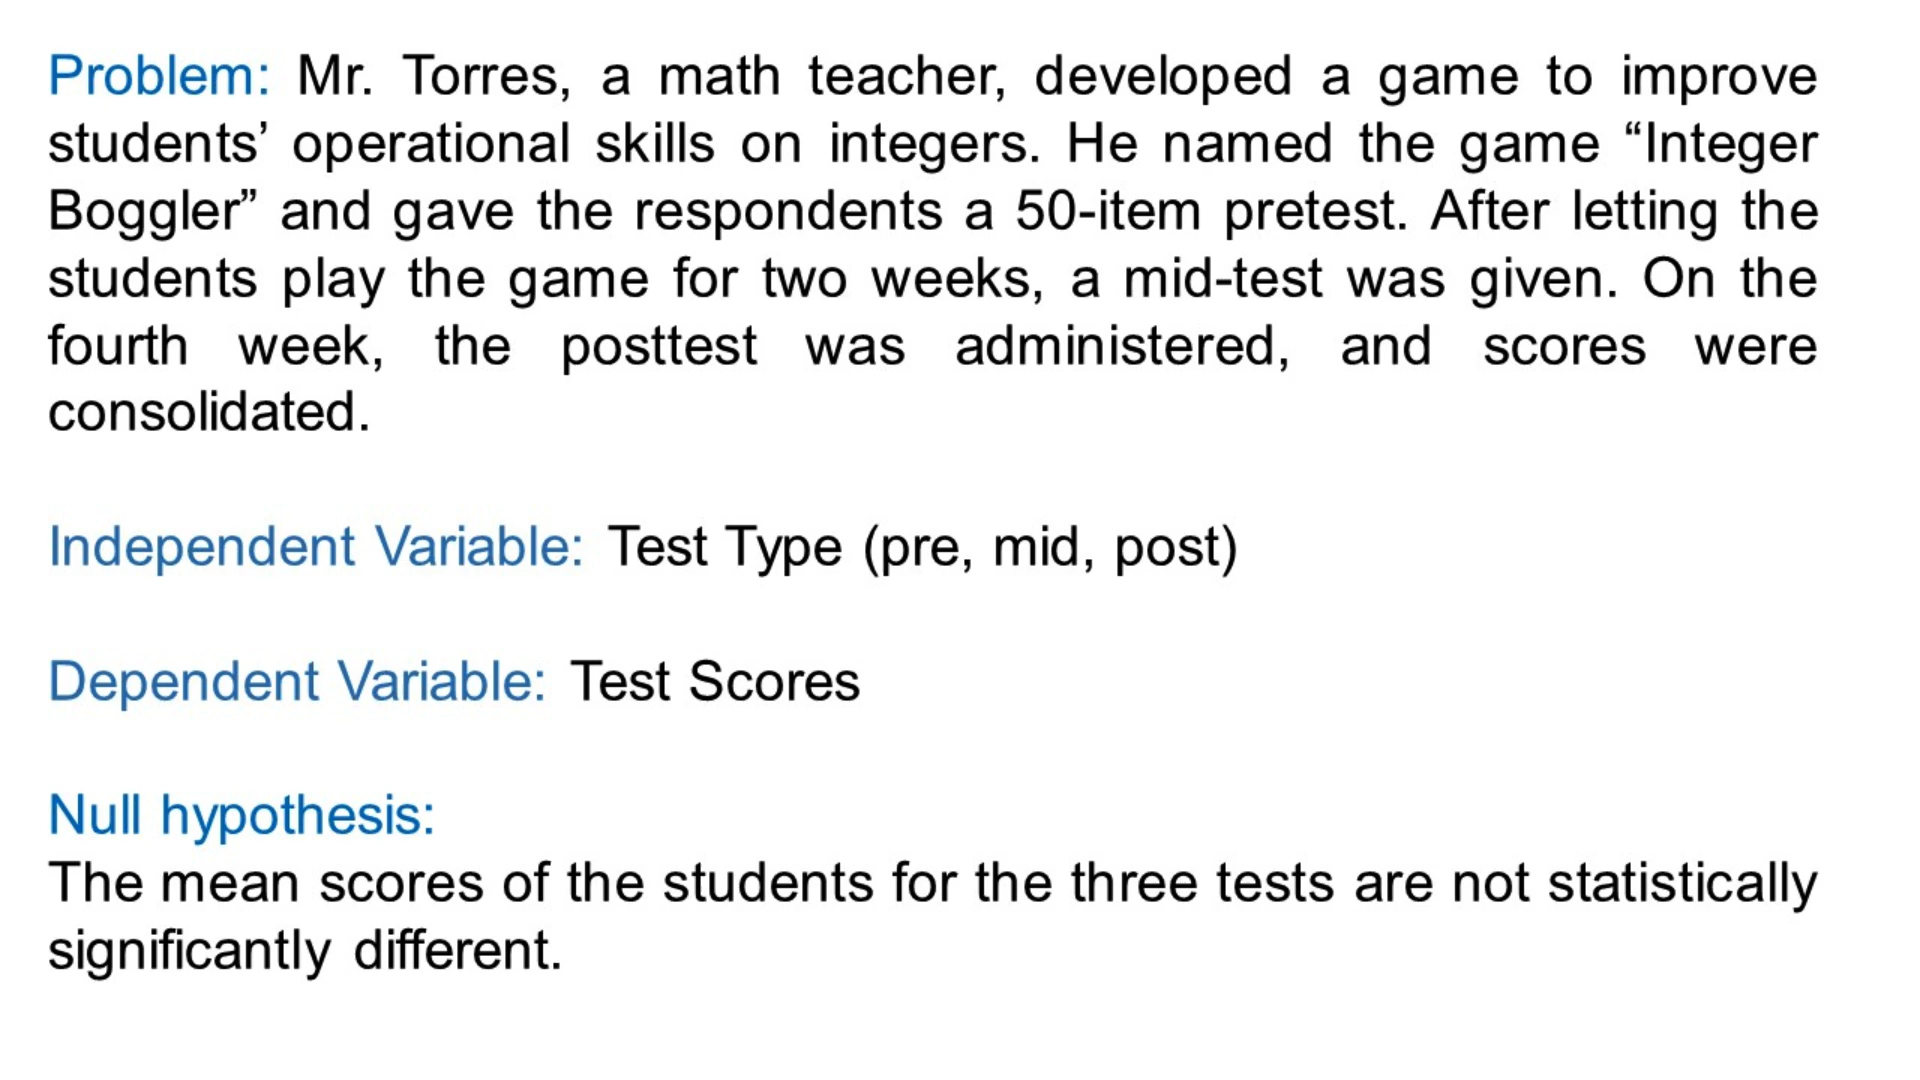 Problem: Mr. Torres, a math teacher, developed a game to improve
students’ operational skills on integers. He named the game “Integer
Boggler” and gave the respondents a 50-item pretest. After letting the
students play the game for two weeks, a mid-test was given. On the
fourth week, the posttest was administered, and scores were
consolidated.
Independent Variable: Test Type (pre, mid, post)
Dependent Variable: Test Scores
Null hypothesis:
The mean scores of the students for the three tests are not statistically
significantly different.